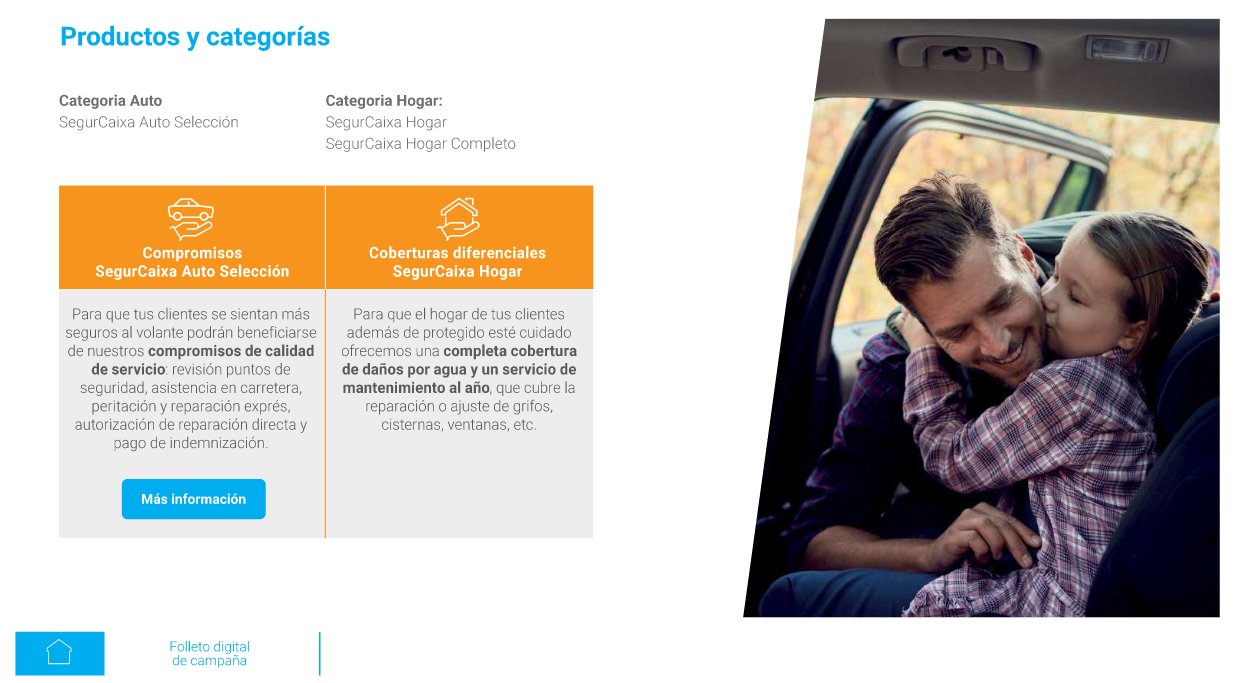 Productos y categorías
Categoria Auto
SegurCaixa Auto Selección
Categoria Hogar:
SegurCaixa Hogar
SegurCaixa Hogar Completo
Compromisos
SegurCaixa Auto Selección
Para que tus clientes se sientan más
seguros al volante podrán beneficiarse
de nuestros compromisos de calidad
de servicio: revisión puntos de
seguridad, asistencia en carretera,
peritación y reparación exprés,
autorización de reparación directa y
pago de indemnización.
Más información
Coberturas diferenciales
SegurCaixa Hogar
Para que el hogar de tus clientes
además de protegido esté cuidado
ofrecemos una completa cobertura
de daños por agua y un servicio de
mantenimiento al año, que cubre la
reparación o ajuste de grifos,
cisternas, ventanas, etc.
Folleto digital
de campaña